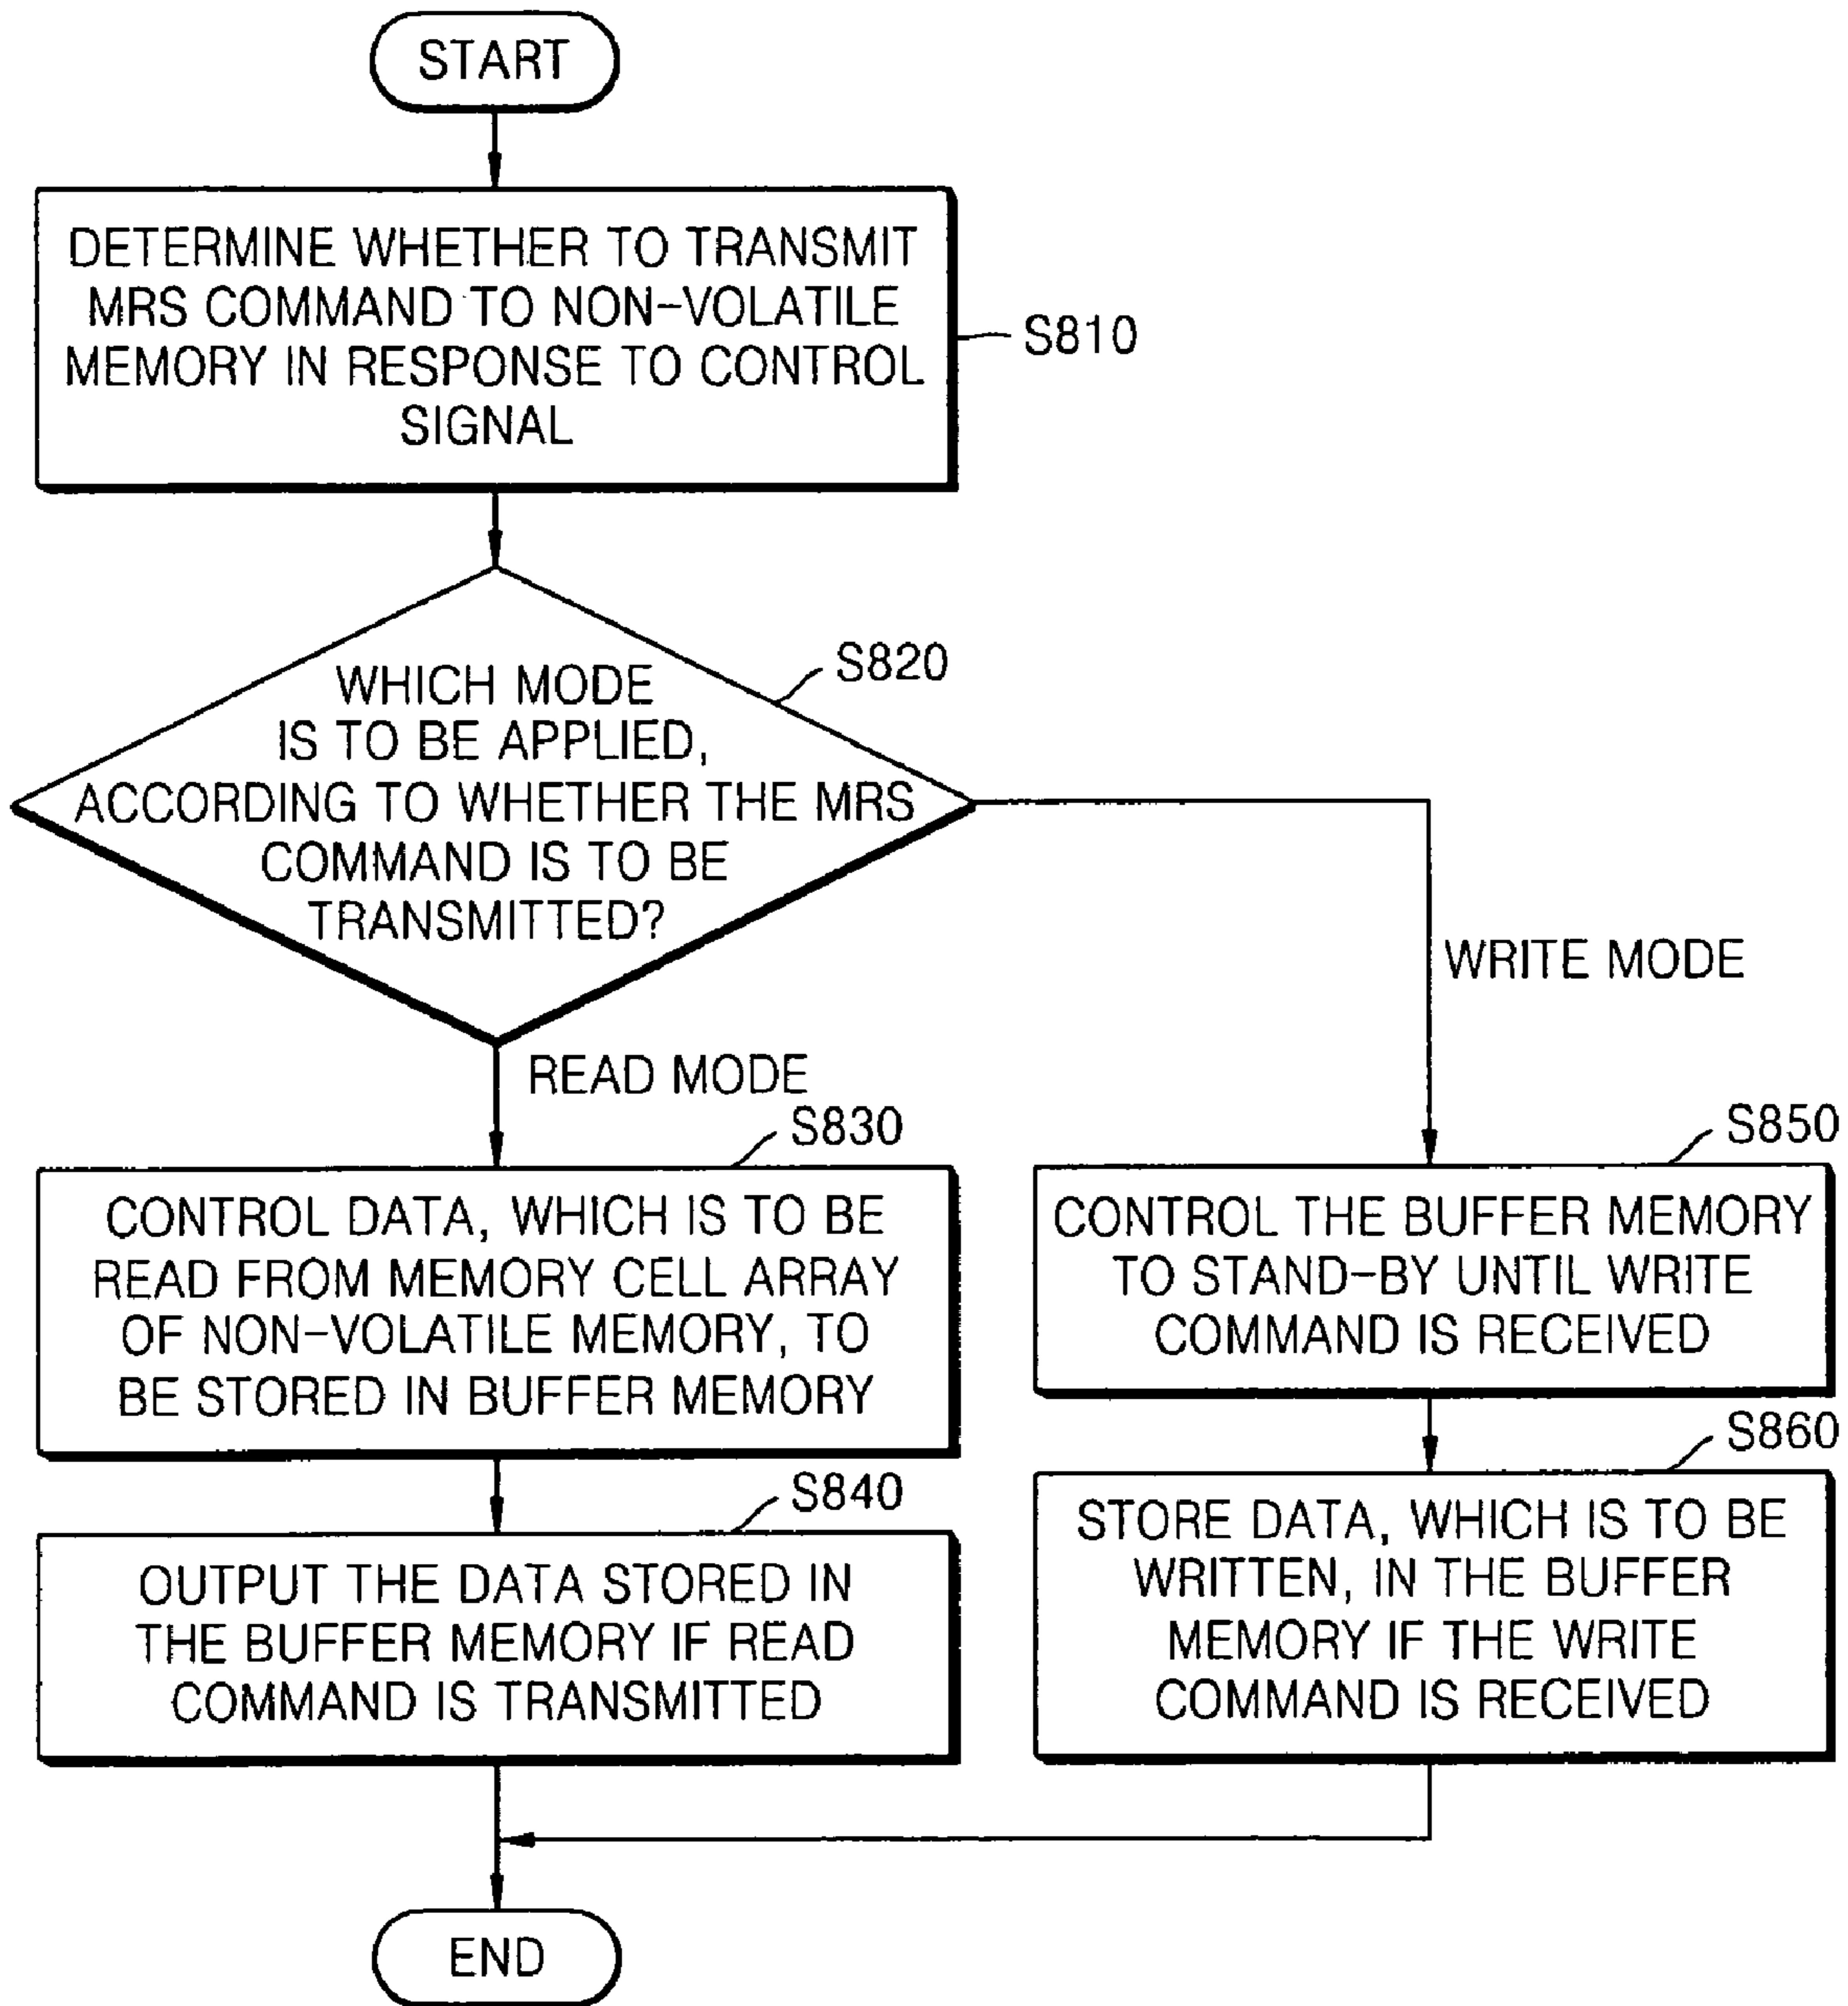 START
DETERMINE WHETHER TO TRANSMIT
MRS COMMAND TO NON-VOLATILE
MEMORY IN RESPONSE TO CONTROL
SIGNAL
S810
S820
WHICH MODE
IS TO BE APPLIED,
ACCORDING TO WHETHER THE MRS
COMMAND IS TO BE
TRANSMITTED?
WRITE MODE
READ MODE
S830
CONTROL DATA, WHICH IS TO BE
READ FROM MEMORY CELL ARRAY
OF NON-VOLATILE MEMORY, TO
BE STORED IN BUFFER MEMORY
S840
OUTPUT THE DATA STORED IN
THE BUFFER MEMORY IF READ
COMMAND IS TRANSMITTED
S850
CONTROL THE BUFFER MEMORY
TO STAND-BY UNTIL WRITE
COMMAND IS RECEIVED
S860
STORE DATA, WHICH IS TO BE
WRITTEN, IN THE BUFFER
MEMORY IF THE WRITE
COMMAND IS RECEIVED
END